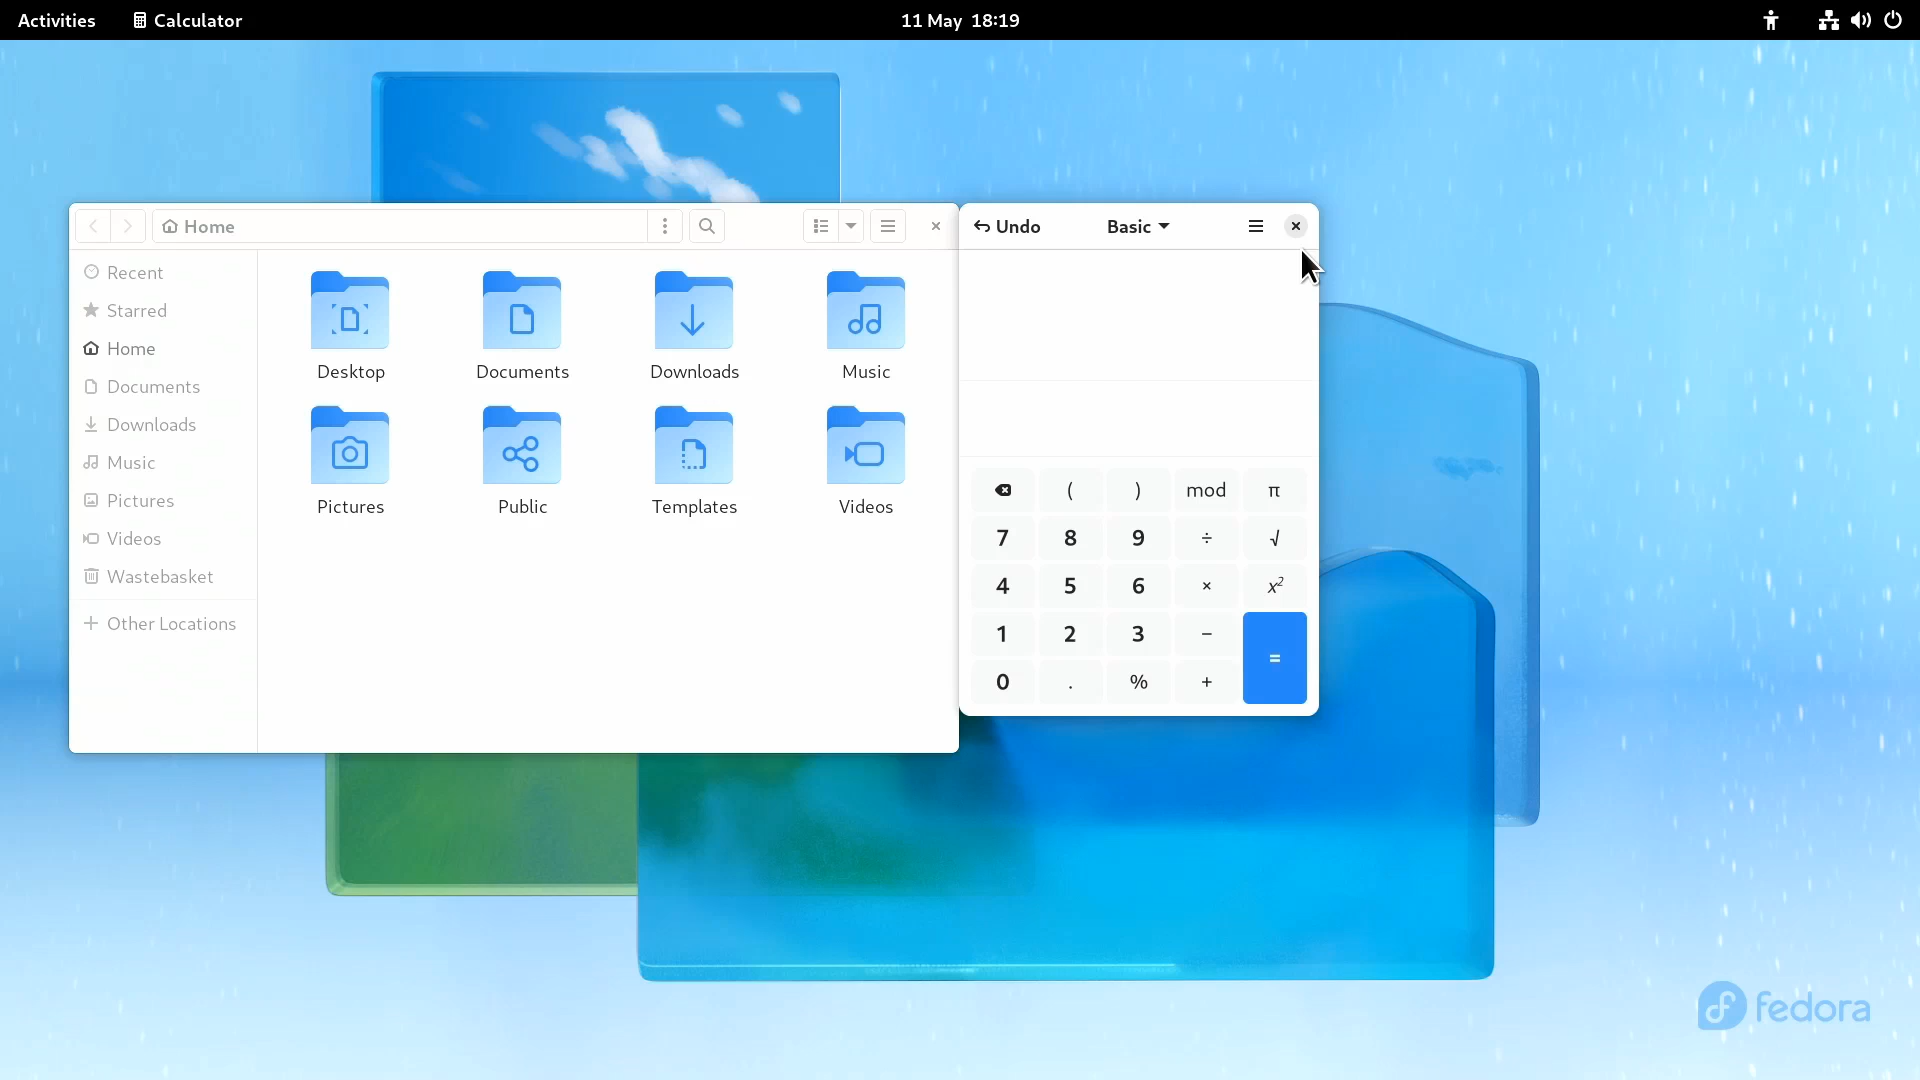 Activities Calculator 11 May 18:19
Home
Recent
Starred
Home
Documents
Downloads
Music
Pictures
Videos
Wastebasket
Other Locations
Desktop Documents Downloads Music
Pictures Public Templates Videos
Undo Basic
( ) mod π
7 8 9 ÷ √
4 5 6 × x²
1 2 3 − =
0 . % +
fedora